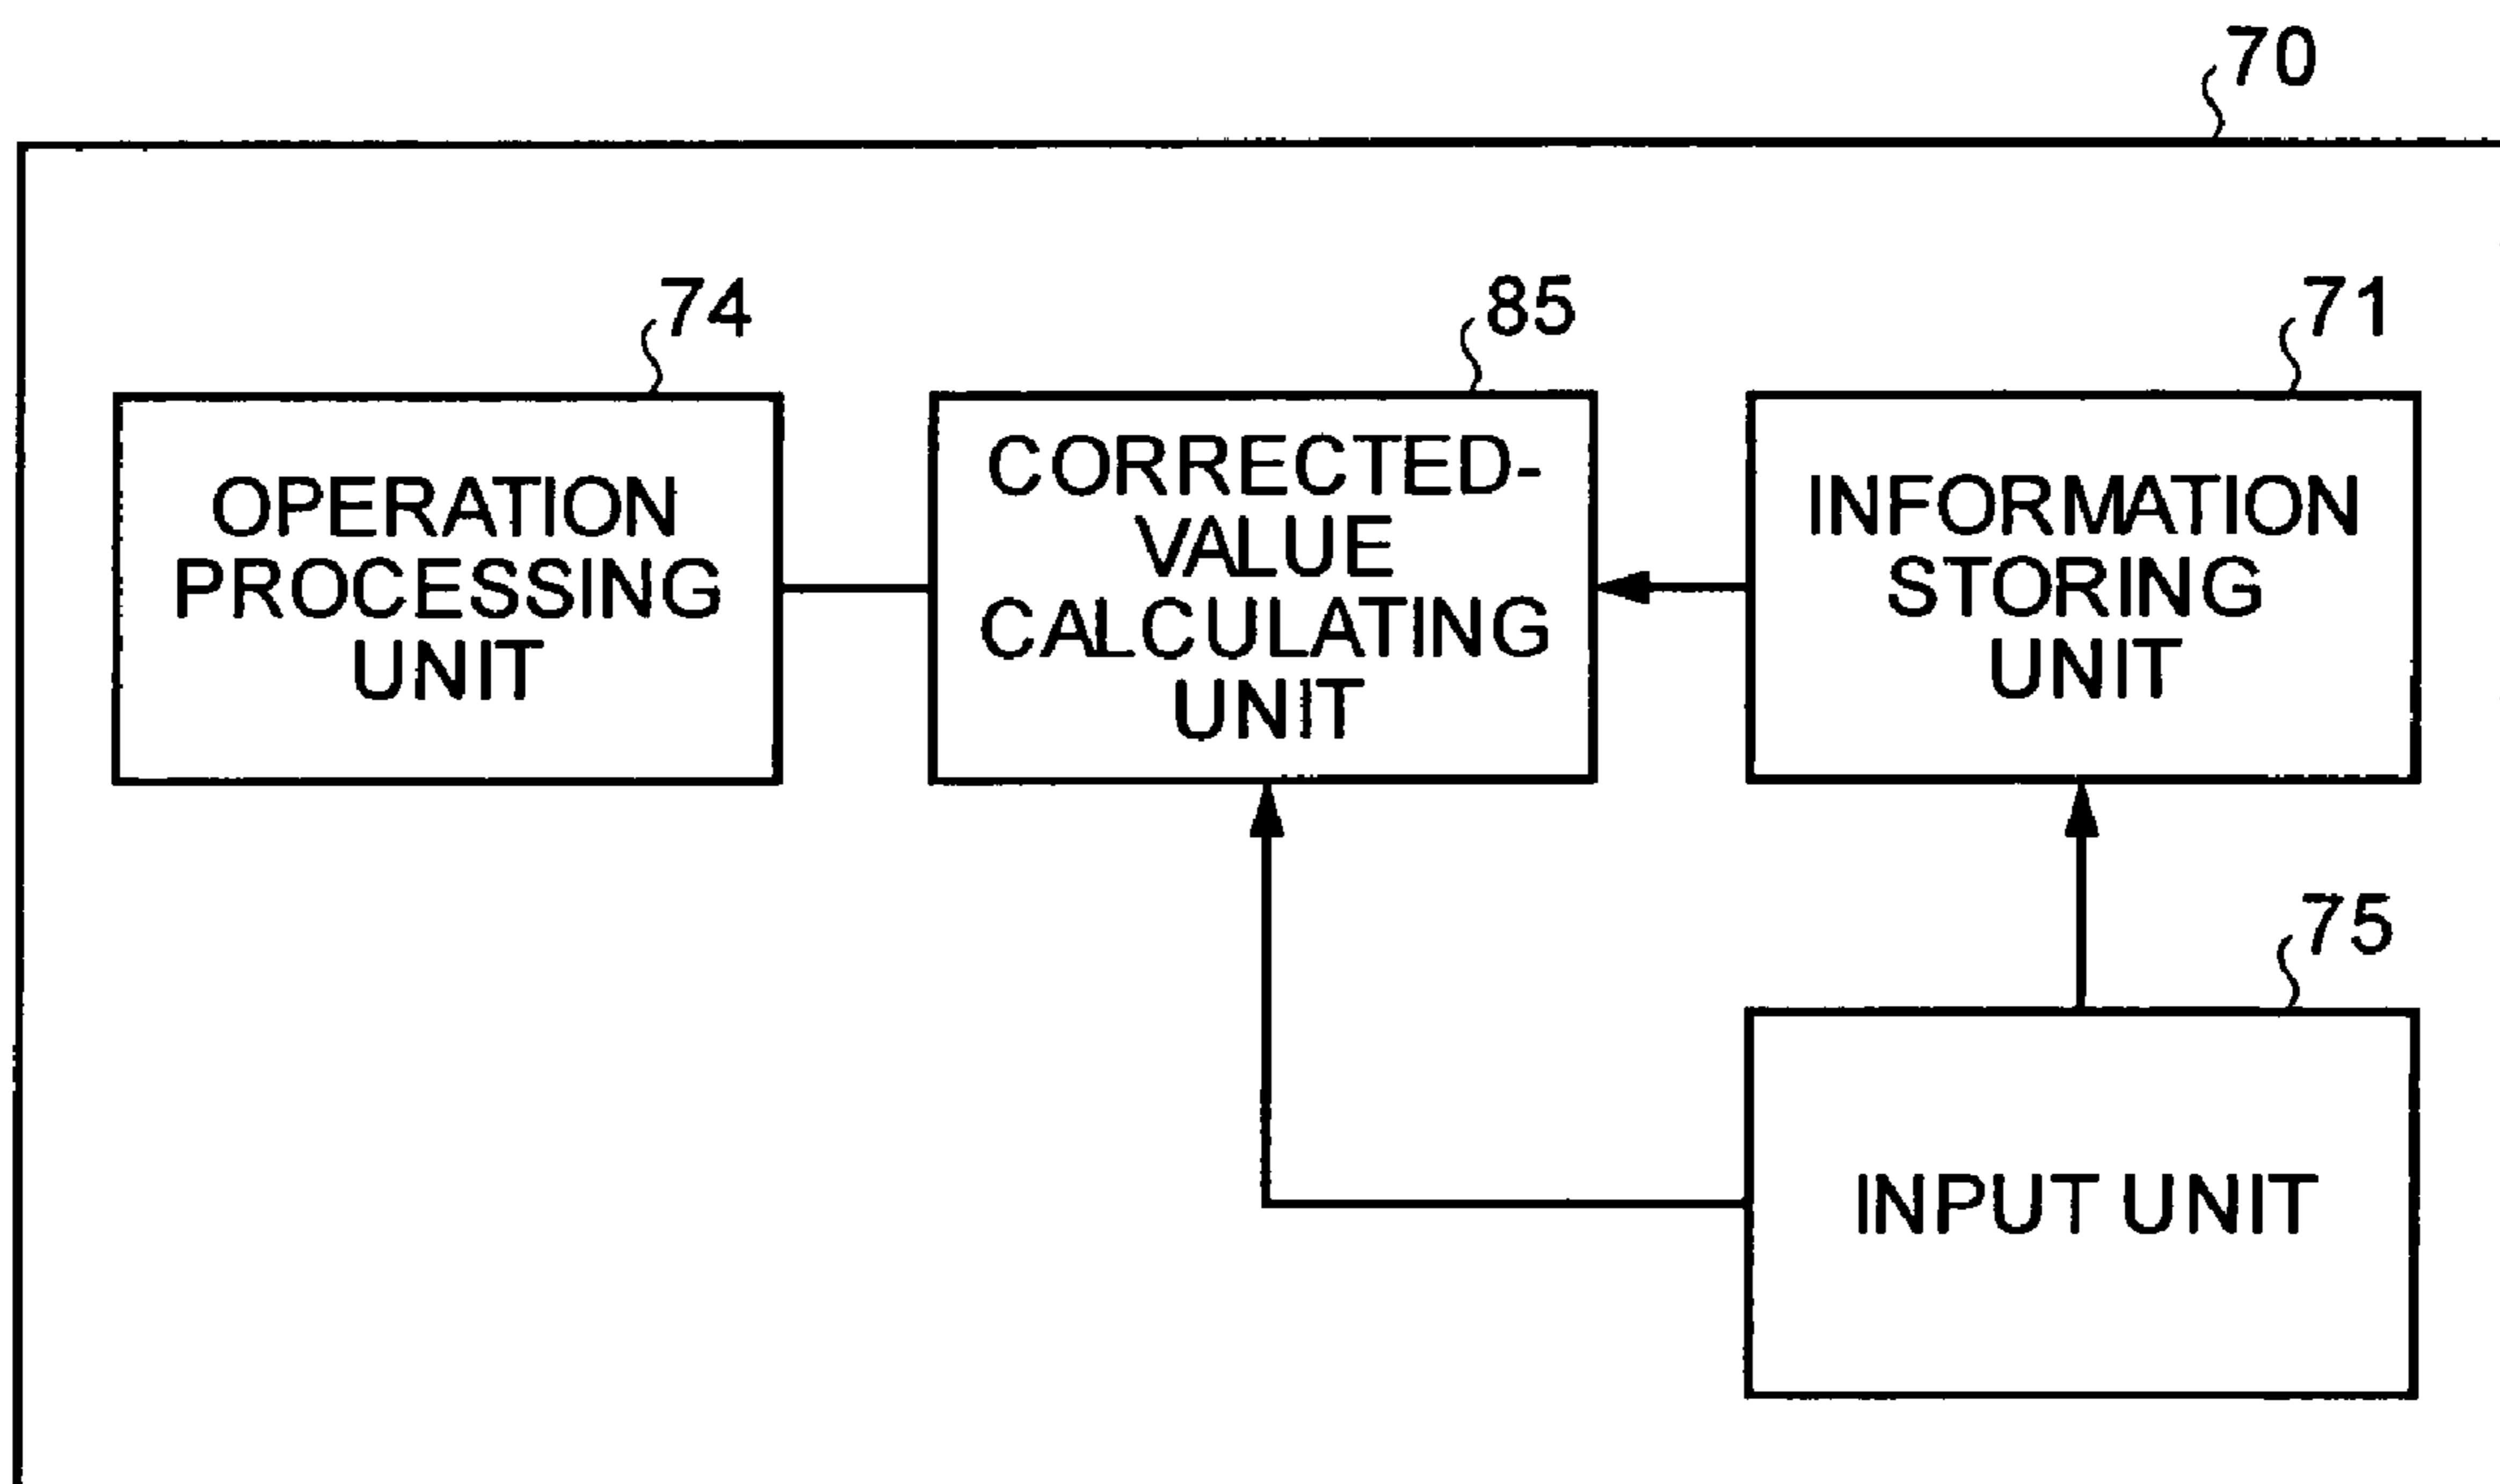 70
74
85
71
OPERATION
PROCESSING
UNIT
CORRECTED-
VALUE
CALCULATING
UNIT
INFORMATION
STORING
UNIT
75
INPUT UNIT